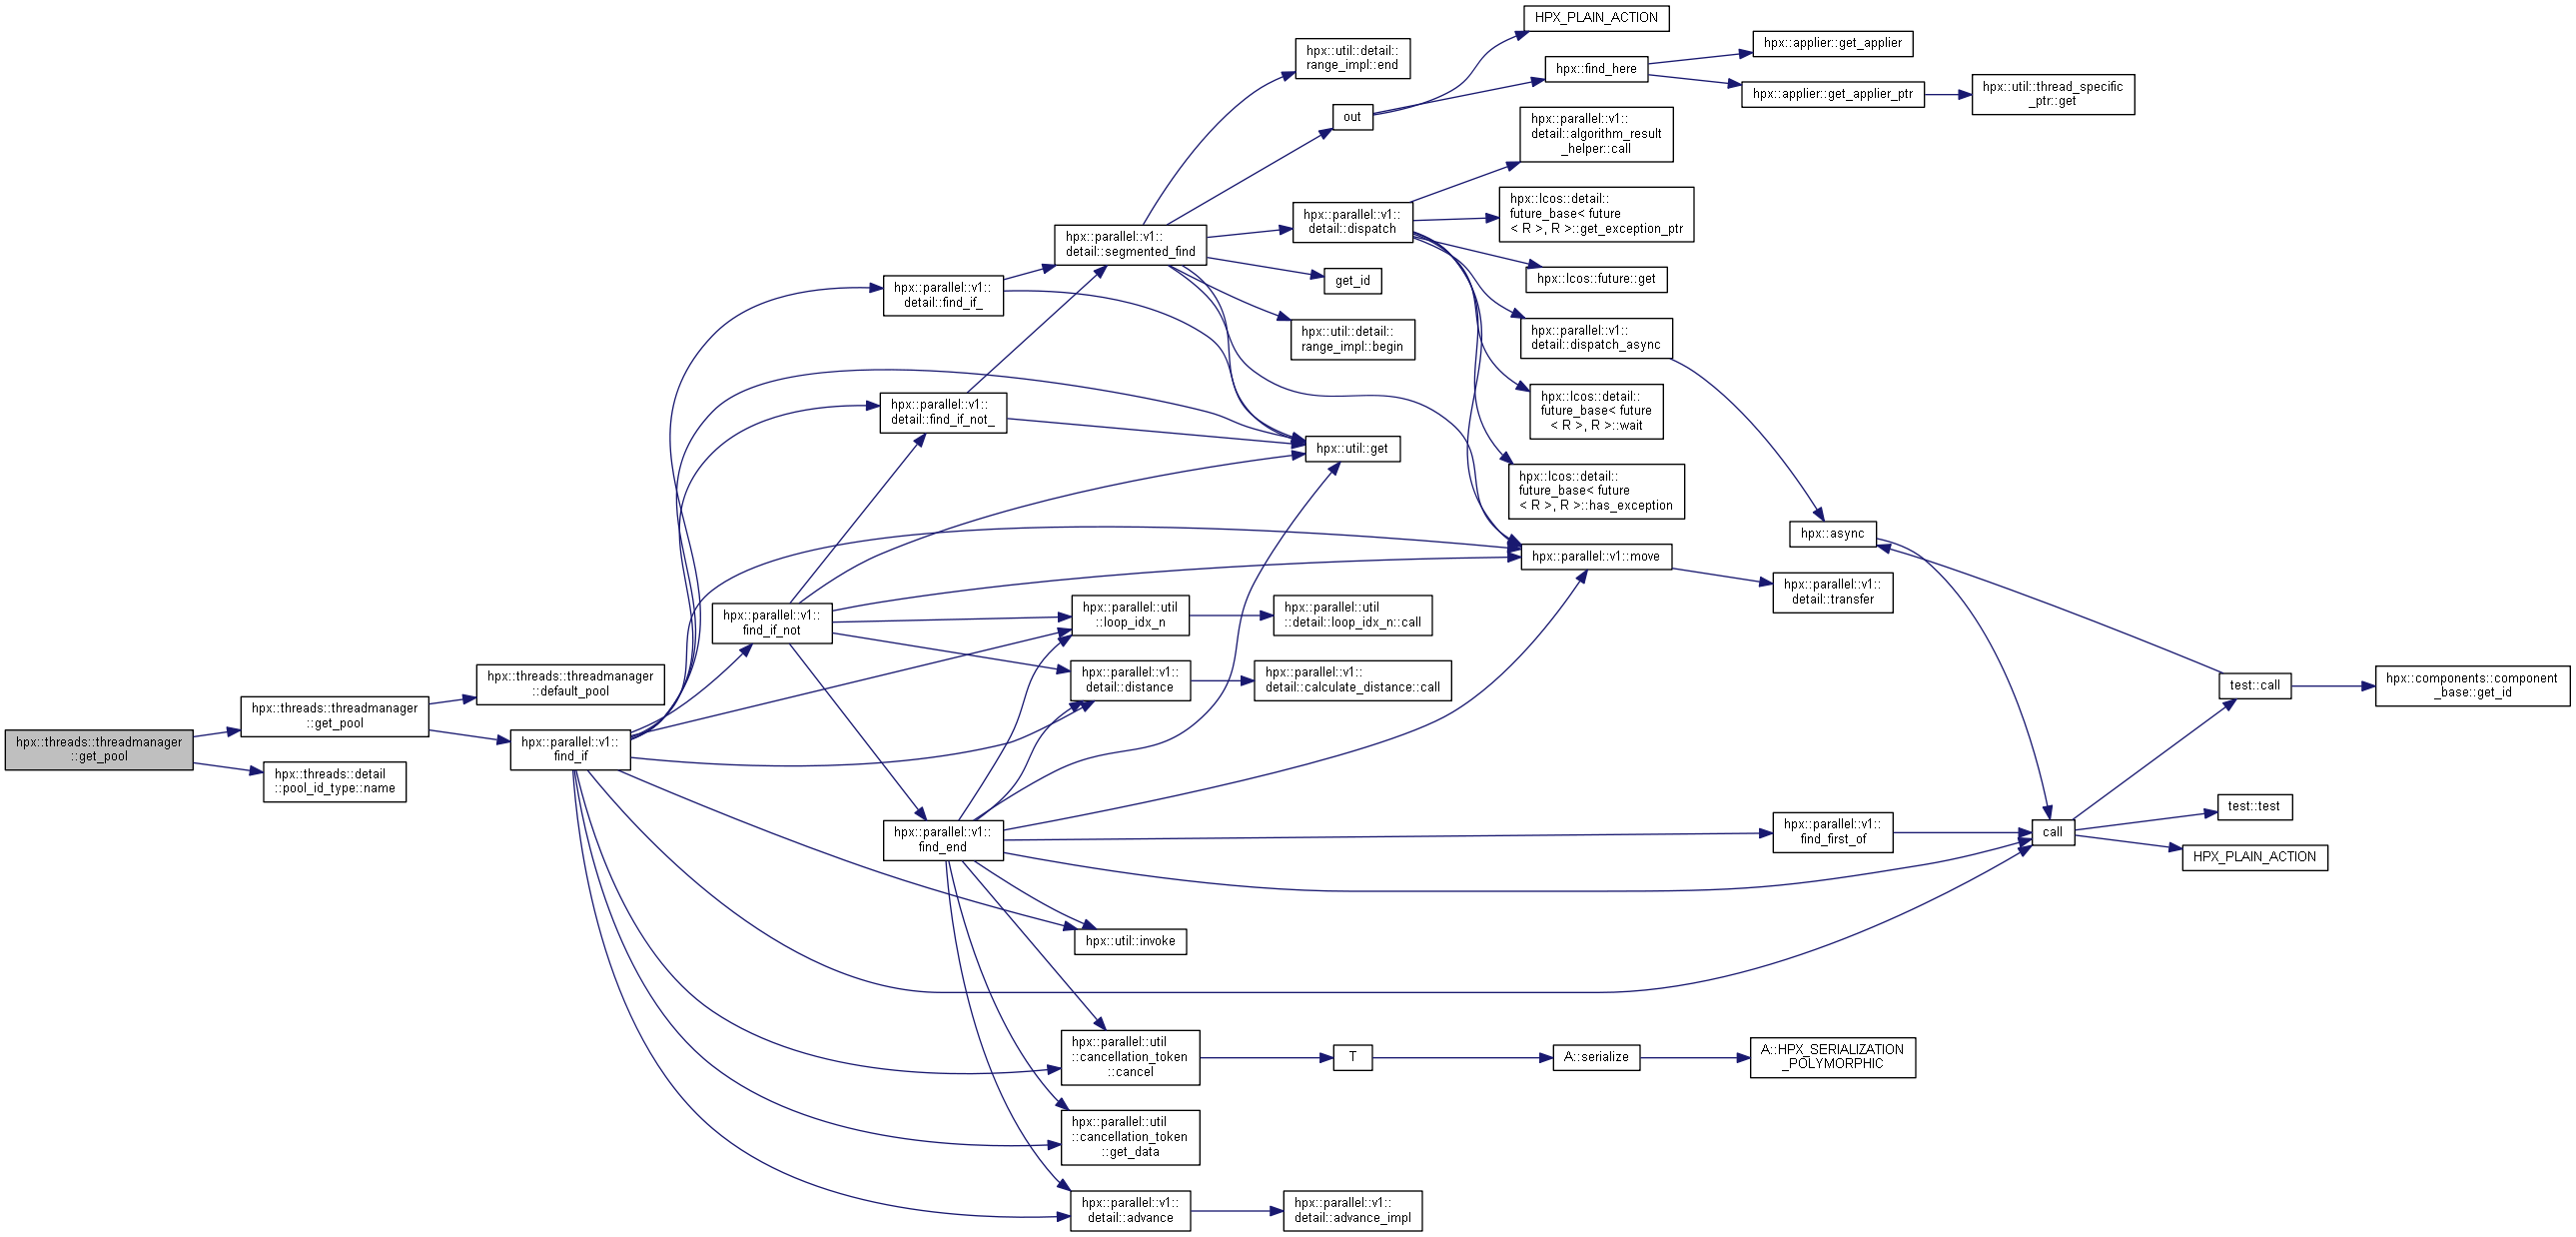 hpx::threads::threadmanager
::get_pool
hpx::threads::threadmanager
::get_pool
hpx::threads::detail
::pool_id_type::name
hpx::threads::threadmanager
::default_pool
hpx::parallel::v1::
find_if
hpx::parallel::v1::
find_if_not
hpx::parallel::v1::
detail::find_if_
hpx::parallel::v1::
detail::find_if_not_
hpx::parallel::v1::
find_end
hpx::parallel::v1::
detail::segmented_find
hpx::parallel::util
::loop_idx_n
hpx::parallel::v1::
detail::distance
hpx::util::invoke
hpx::parallel::util
::cancellation_token
::cancel
hpx::parallel::util
::cancellation_token
::get_data
hpx::parallel::v1::
detail::advance
hpx::util::detail::
range_impl::end
out
hpx::parallel::v1::
detail::dispatch
get_id
hpx::util::detail::
range_impl::begin
hpx::util::get
hpx::parallel::util
::detail::loop_idx_n::call
hpx::parallel::v1::
detail::calculate_distance::call
T
hpx::parallel::v1::
detail::advance_impl
HPX_PLAIN_ACTION
hpx::find_here
hpx::parallel::v1::
detail::algorithm_result
_helper::call
hpx::lcos::detail::
future_base< future
< R >, R >::get_exception_ptr
hpx::lcos::future::get
hpx::parallel::v1::
detail::dispatch_async
hpx::lcos::detail::
future_base< future
< R >, R >::wait
hpx::lcos::detail::
future_base< future
< R >, R >::has_exception
hpx::parallel::v1::move
A::serialize
hpx::applier::get_applier
hpx::applier::get_applier_ptr
hpx::async
hpx::parallel::v1::
detail::transfer
hpx::parallel::v1::
find_first_of
A::HPX_SERIALIZATION
_POLYMORPHIC
hpx::util::thread_specific
_ptr::get
call
test::call
test::test
HPX_PLAIN_ACTION
hpx::components::component
_base::get_id